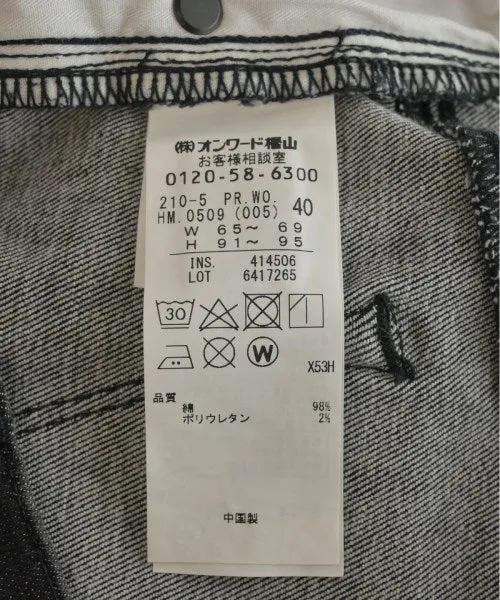 (株)オンワード樫山
お客様相談室
0120-58-6300
210-5 PR.WO.
HM.0509 (005) 40
W 65～ 69
H 91～ 95
INS. 414506
LOT 6417265
30
W
X53H
品質
綿 98%
ポリウレタン 2%
中国製